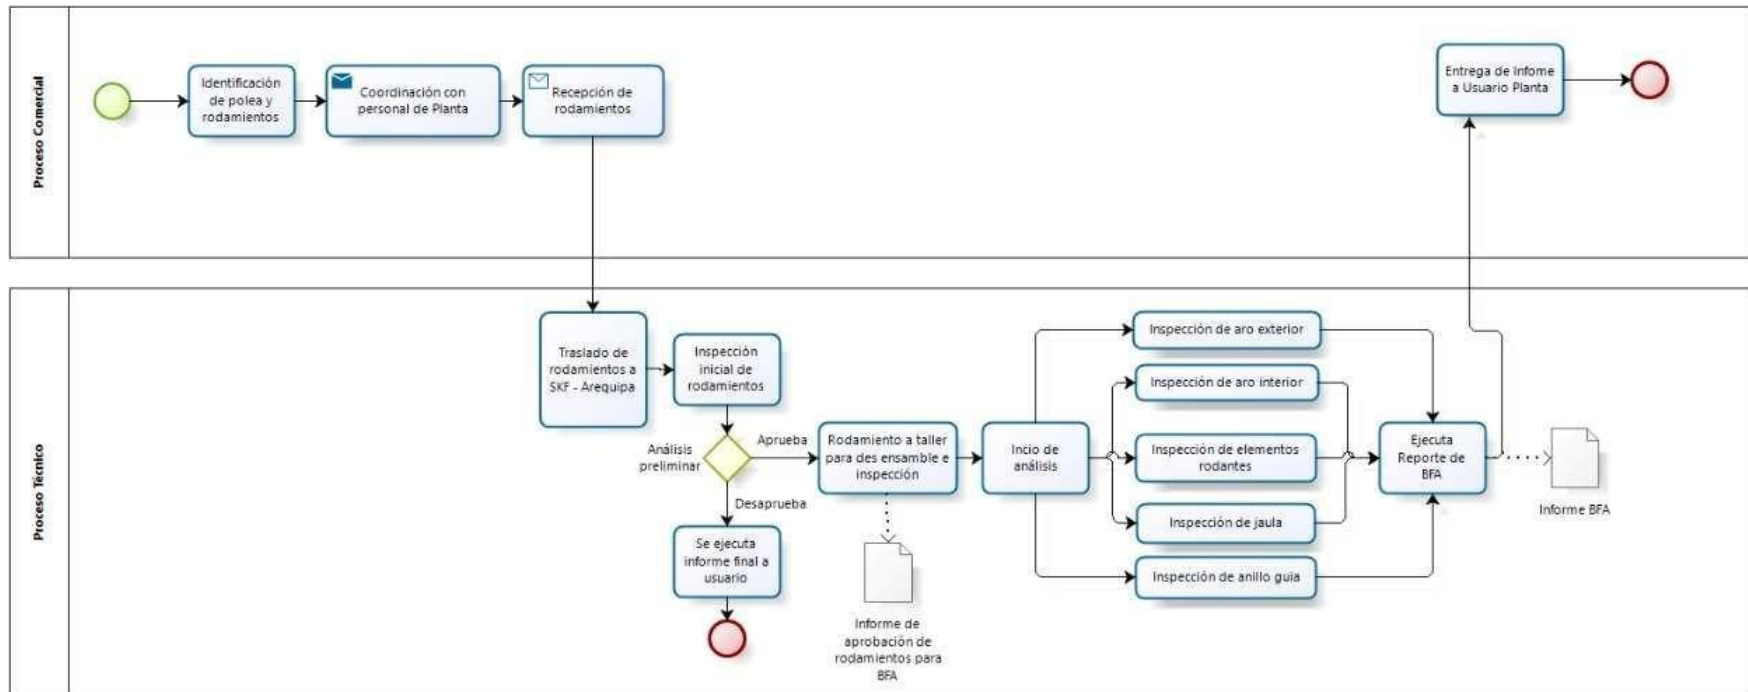 Proceso Comercial
Identificación
de polea y
rodamientos
Coordinación con
personal de Planta
Recepción de
rodamientos
Entrega de Infome
a Usuario Planta
Proceso Técnico
Traslado de
rodamientos a
SKF - Arequipa
Inspección
inicial de
rodamientos
Análisis
preliminar
Aprueba
Desaprueba
Se ejecuta
informe final a
usuario
Rodamiento a taller
para des ensamble e
inspección
Informe de
aprobación de
rodamientos para
BFA
Incio de
análisis
Inspección de aro exterior
Inspección de aro interior
Inspección de elementos
rodantes
Inspección de jaula
Inspección de anillo guia
Ejecuta
Reporte de
BFA
Informe BFA